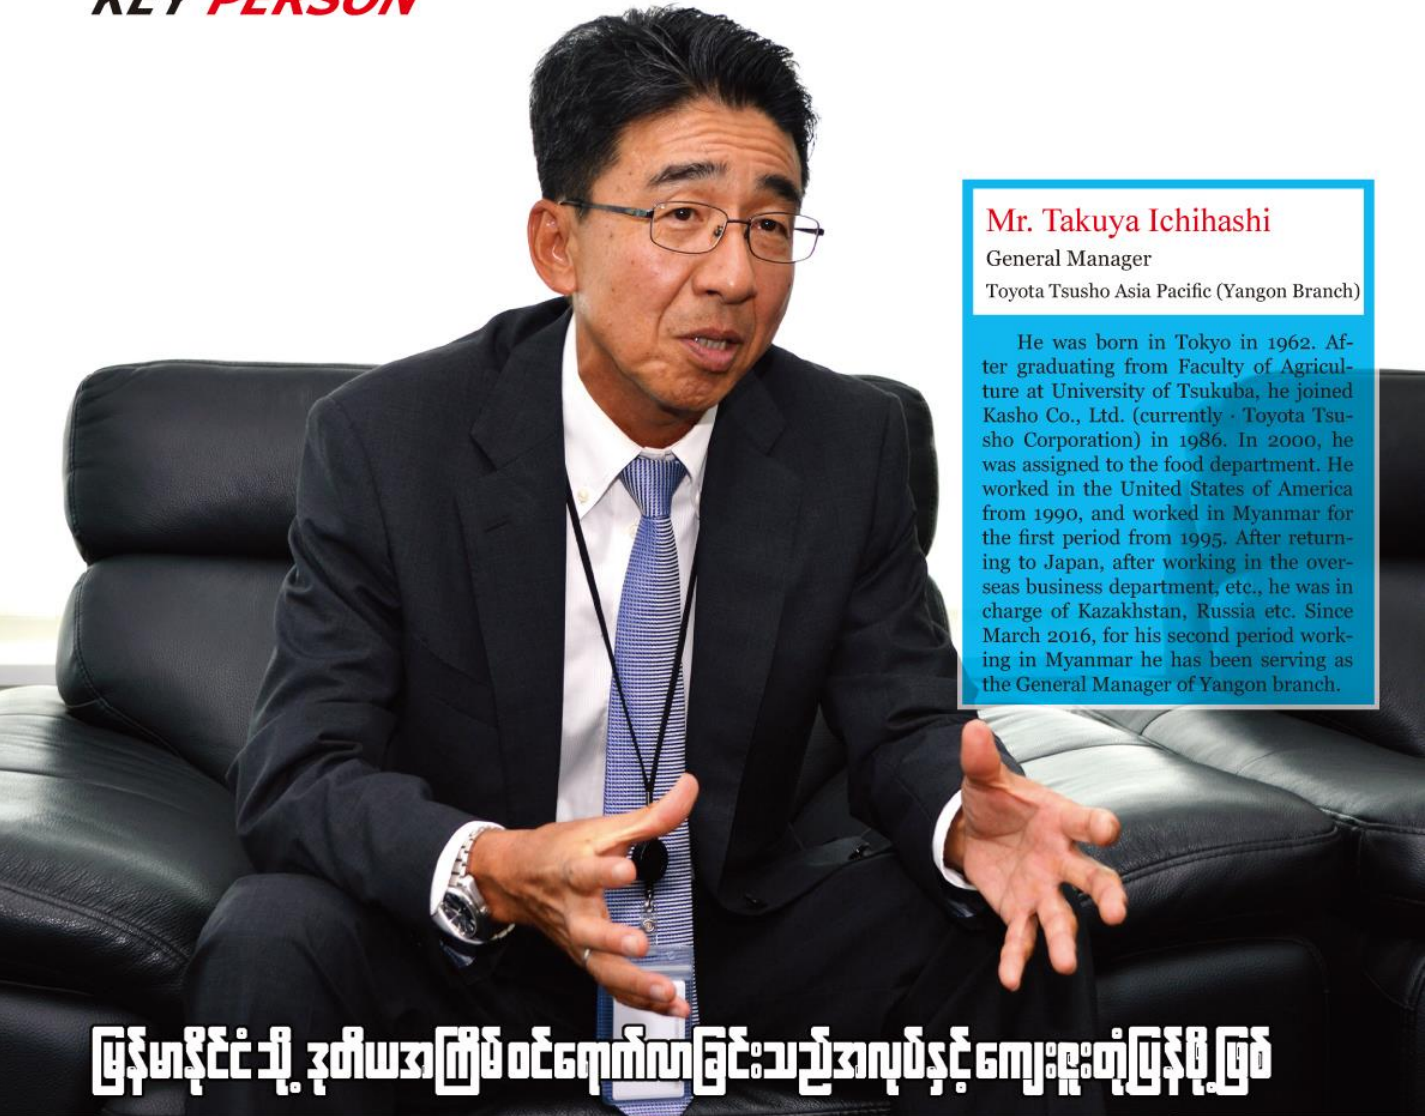 KEY PERSON
Mr. Takuya Ichihashi
General Manager
Toyota Tsusho Asia Pacific (Yangon Branch)
He was born in Tokyo in 1962. Af-
ter graduating from Faculty of Agricul-
ture at University of Tsukuba, he joined
Kasho Co., Ltd. (currently · Toyota Tsu-
sho Corporation) in 1986. In 2000, he
was assigned to the food department. He
worked in the United States of America
from 1990, and worked in Myanmar for
the first period from 1995. After return-
ing to Japan, after working in the over-
seas business department, etc., he was in
charge of Kazakhstan, Russia etc. Since
March 2016, for his second period work-
ing in Myanmar he has been serving as
the General Manager of Yangon branch.
မြန်မာနိုင်ငံသို့ ဒုတိယအကြိမ်ဝင်ရောက်လာခြင်းသည်အလုပ်နှင့်ကျေးဇူးတုံ့ပြန်ဖို့ဖြစ်